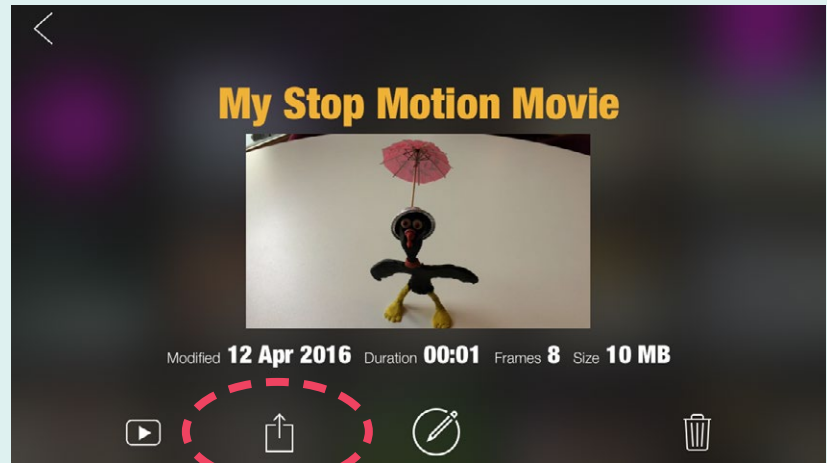 My Stop Motion Movie
Modified 12 Apr 2016 Duration 00:01 Frames 8 Size 10 MB